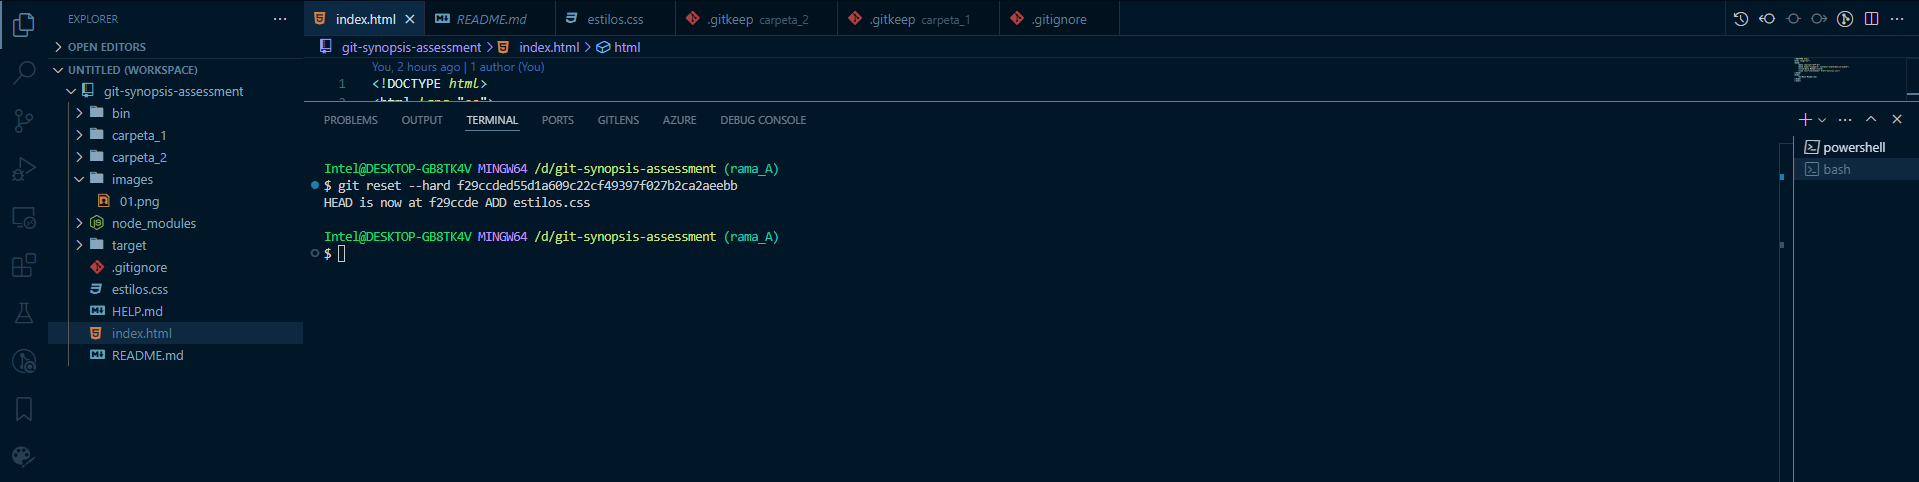 EXPLORER
OPEN EDITORS
UNTITLED (WORKSPACE)
git-synopsis-assessment
bin
carpeta_1
carpeta_2
images
01.png
node_modules
target
.gitignore
estilos.css
HELP.md
index.html
README.md
index.html README.md estilos.css .gitkeep carpeta_2 .gitkeep carpeta_1 .gitignore
git-synopsis-assessment > index.html > html
You, 2 hours ago | 1 author (You)
1 <!DOCTYPE html>
PROBLEMS OUTPUT TERMINAL PORTS GITLENS AZURE DEBUG CONSOLE
Intel@DESKTOP-GB8TK4V MINGW64 /d/git-synopsis-assessment (rama_A)
$ git reset --hard f29ccded55d1a609c22cf49397f027b2ca2aeebb
HEAD is now at f29ccde ADD estilos.css
Intel@DESKTOP-GB8TK4V MINGW64 /d/git-synopsis-assessment (rama_A)
$
powershell
bash